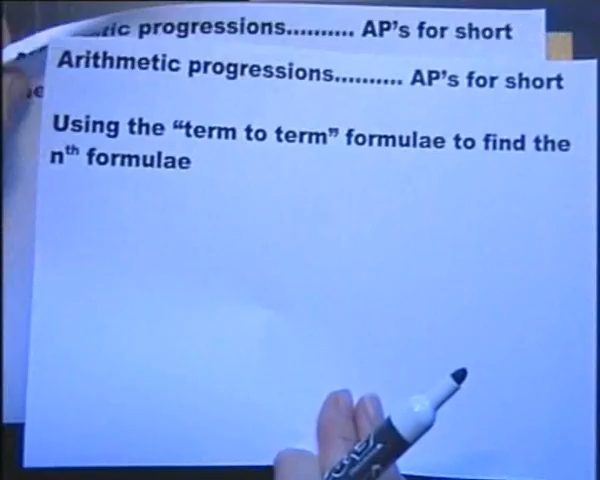 tic progressions.......... AP's for short
Arithmetic progressions.......... AP's for short
Using the “term to term” formulae to find the
nth formulae